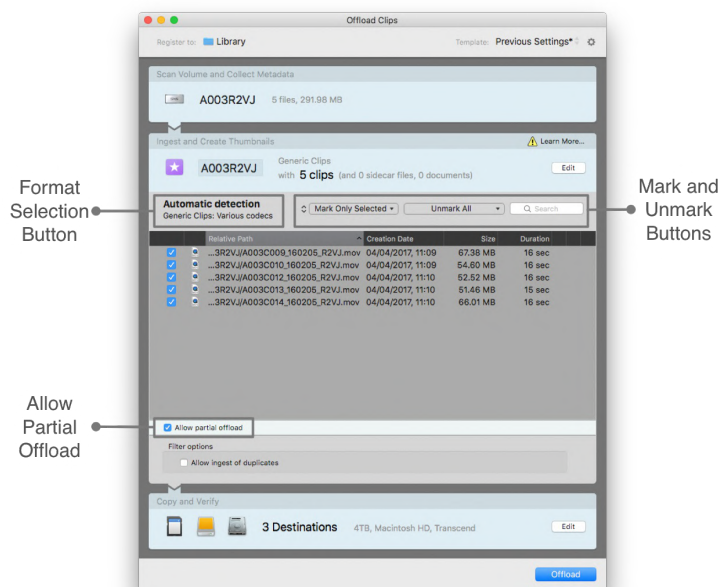 Offload Clips
Register to: Library
Template: Previous Settings*
Scan Volume and Collect Metadata
A003R2VJ 5 files, 291.98 MB
Ingest and Create Thumbnails
Learn More...
A003R2VJ
Generic Clips
with 5 clips (and 0 sidecar files, 0 documents)
Edit
Format
Selection
Button
Automatic detection
Generic Clips: Various codecs
Mark Only Selected
Unmark All
Search
Mark and
Unmark
Buttons
Relative Path Creation Date Size Duration
...3R2VJ/A003C009_160205_R2VJ.mov 04/04/2017, 11:09 67.38 MB 16 sec
...3R2VJ/A003C010_160205_R2VJ.mov 04/04/2017, 11:09 54.60 MB 16 sec
...3R2VJ/A003C012_160205_R2VJ.mov 04/04/2017, 11:10 52.52 MB 16 sec
...3R2VJ/A003C013_160205_R2VJ.mov 04/04/2017, 11:10 51.46 MB 15 sec
...3R2VJ/A003C014_160205_R2VJ.mov 04/04/2017, 11:10 66.01 MB 16 sec
Allow
Partial
Offload
Allow partial offload
Filter options
Allow ingest of duplicates
Copy and Verify
3 Destinations 4TB, Macintosh HD, Transcend
Edit
Offload